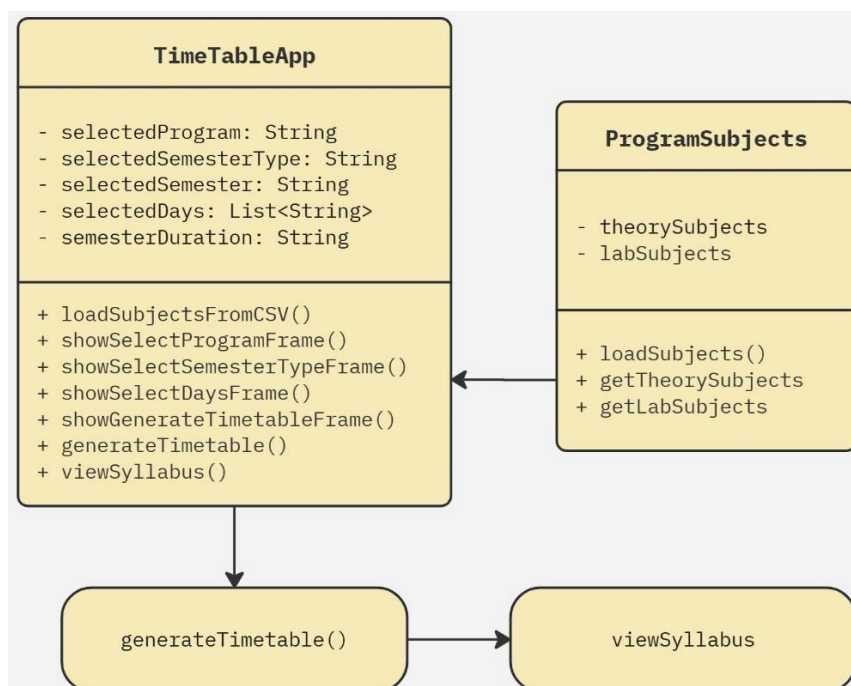 TimeTableApp
- selectedProgram: String
- selectedSemesterType: String
- selectedSemester: String
- selectedDays: List<String>
- semesterDuration: String
+ loadSubjectsFromCSV()
+ showSelectProgramFrame()
+ showSelectSemesterTypeFrame()
+ showSelectDaysFrame()
+ showGenerateTimetableFrame()
+ generateTimetable()
+ viewSyllabus()
ProgramSubjects
- theorySubjects
- labSubjects
+ loadSubjects()
+ getTheorySubjects
+ getLabSubjects
generateTimetable()
viewSyllabus